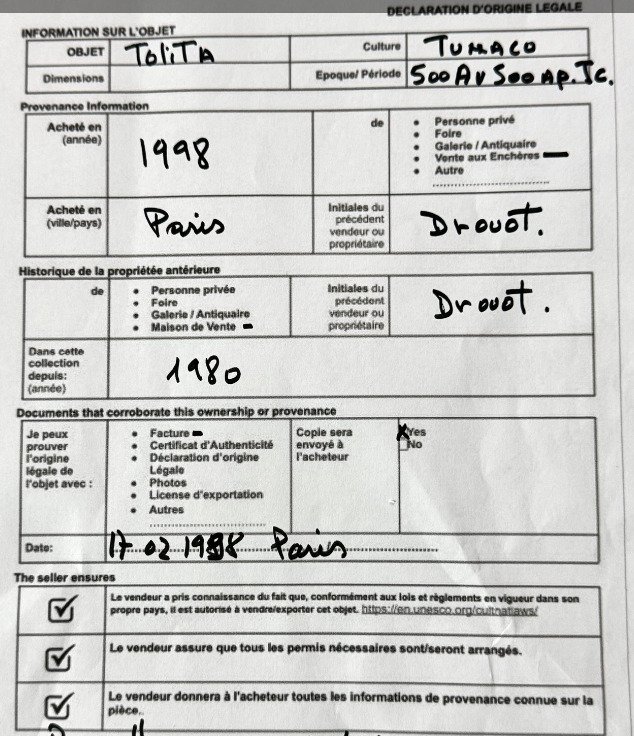 DECLARATION D'ORIGINE LEGALE
INFORMATION SUR L'OBJET
OBJET ToliTA Culture TUMACO
Dimensions Epoque/ Période 500 Av 500 AP. Jc.
Provenance Information
Acheté en
(année)
1998
de
• Personne privé
• Foire
• Galerie / Antiquaire
• Vente aux Enchères
• Autre
Acheté en
(ville/pays)
Paris
Initiales du
précédent
vendeur ou
propriétaire
Drouot.
Historique de la propriétée antérieure
de
• Personne privée
• Foire
• Galerie / Antiquaire
• Maison de Vente
Initiales du
précédent
vendeur ou
propriétaire
Drouot.
Dans cette
collection
depuis:
(année)
1980
Documents that corroborate this ownership or provenance
Je peux
prouver
l'origine
légale de
l'objet avec :
• Facture
• Certificat d'Authenticité
• Déclaration d'origine
Légale
• Photos
• License d'exportation
• Autres
Copie sera
envoyé à
l'acheteur
Yes
No
Date: 17 02 1998 Paris
The seller ensures
Le vendeur a pris connaissance du fait que, conformément aux lois et règlements en vigueur dans son
propre pays, il est autorisé à vendre/exporter cet objet. https://en.unesco.org/cultnatlaws/
Le vendeur assure que tous les permis nécessaires sont/seront arrangés.
Le vendeur donnera à l'acheteur toutes les informations de provenance connue sur la
pièce.